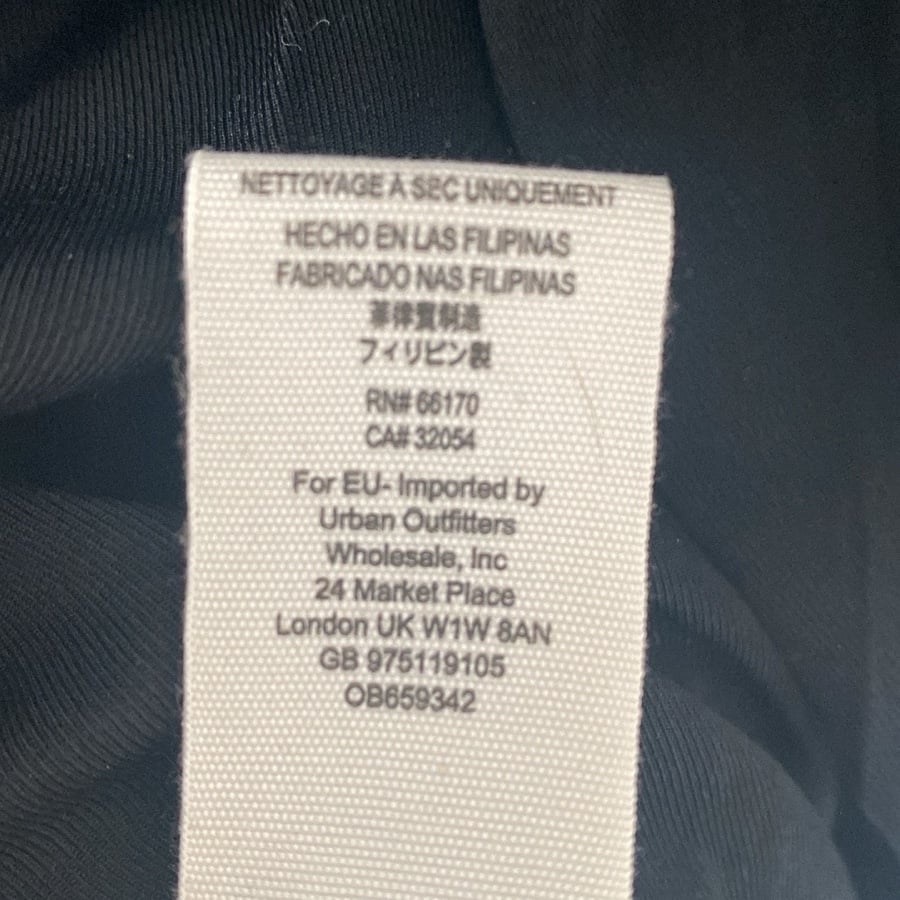 NETTOYAGE À SEC UNIQUEMENT
HECHO EN LAS FILIPINAS
FABRICADO NAS FILIPINAS
菲律賓制造
フィリピン製
RN# 66170
CA# 32054
For EU- Imported by
Urban Outfitters
Wholesale, Inc
24 Market Place
London UK W1W 8AN
GB 975119105
OB659342